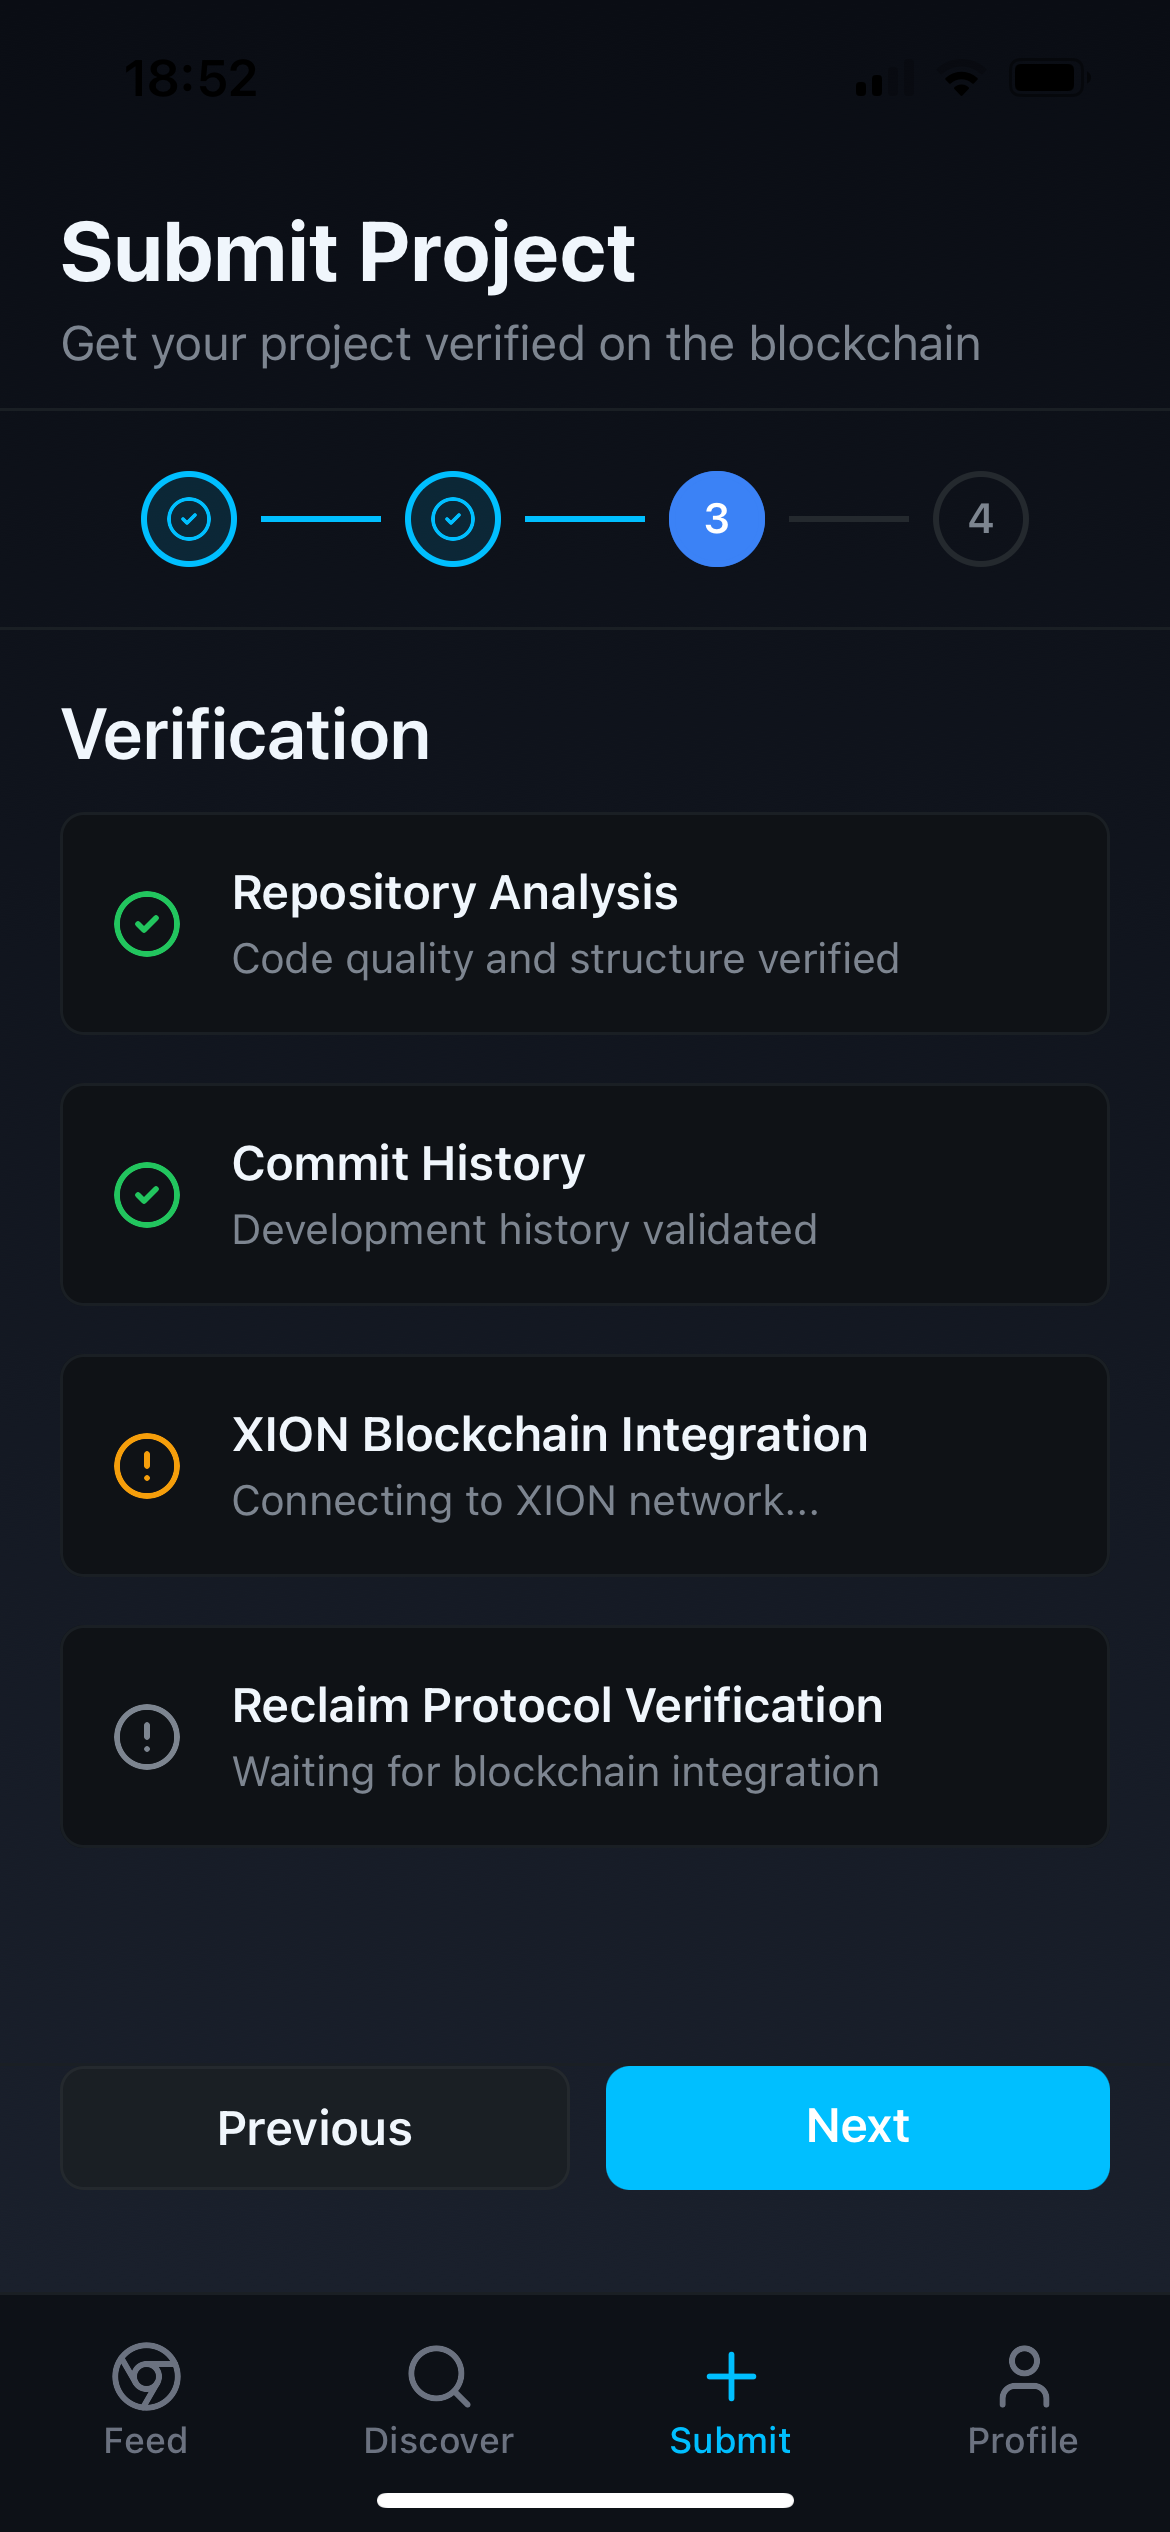 18:52
Submit Project
Get your project verified on the blockchain
3
4
Verification
Repository Analysis
Code quality and structure verified
Commit History
Development history validated
XION Blockchain Integration
Connecting to XION network...
Reclaim Protocol Verification
Waiting for blockchain integration
Previous
Next
Feed
Discover
Submit
Profile